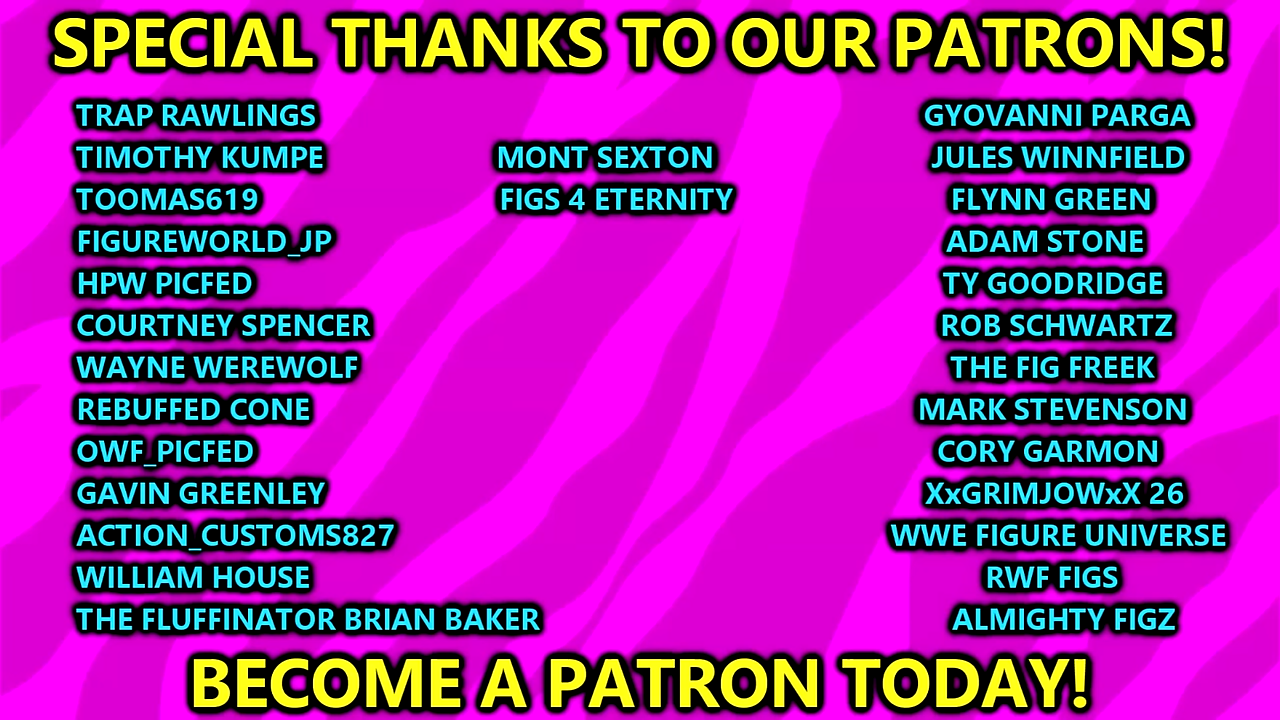 SPECIAL THANKS TO OUR PATRONS!
TRAP RAWLINGS
TIMOTHY KUMPE
TOOMAS619
FIGUREWORLD_JP
HPW PICFED
COURTNEY SPENCER
WAYNE WEREWOLF
REBUFFED CONE
OWF_PICFED
GAVIN GREENLEY
ACTION_CUSTOMS827
WILLIAM HOUSE
THE FLUFFINATOR BRIAN BAKER
MONT SEXTON
FIGS 4 ETERNITY
GYOVANNI PARGA
JULES WINNFIELD
FLYNN GREEN
ADAM STONE
TY GOODRIDGE
ROB SCHWARTZ
THE FIG FREEK
MARK STEVENSON
CORY GARMON
XxGRIMJOWxX 26
WWE FIGURE UNIVERSE
RWF FIGS
ALMIGHTY FIGZ
BECOME A PATRON TODAY!